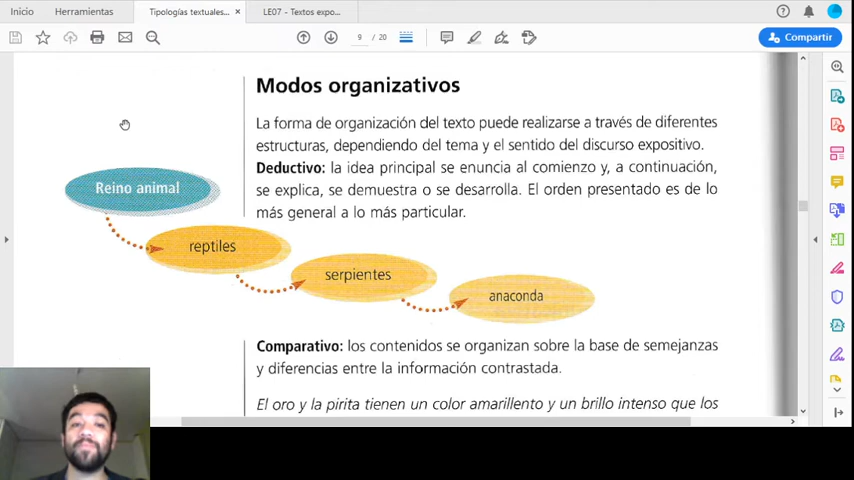 Inicio
Herramientas
Tipologías textuales...
LE07 - Textos expo...
9 / 20
Compartir
Modos organizativos
La forma de organización del texto puede realizarse a través de diferentes
estructuras, dependiendo del tema y el sentido del discurso expositivo.
Deductivo: la idea principal se enuncia al comienzo y, a continuación,
se explica, se demuestra o se desarrolla. El orden presentado es de lo
más general a lo más particular.
Reino animal
reptiles
serpientes
anaconda
Comparativo: los contenidos se organizan sobre la base de semejanzas
y diferencias entre la información contrastada.
El oro y la pirita tienen un color amarillento y un brillo intenso que los